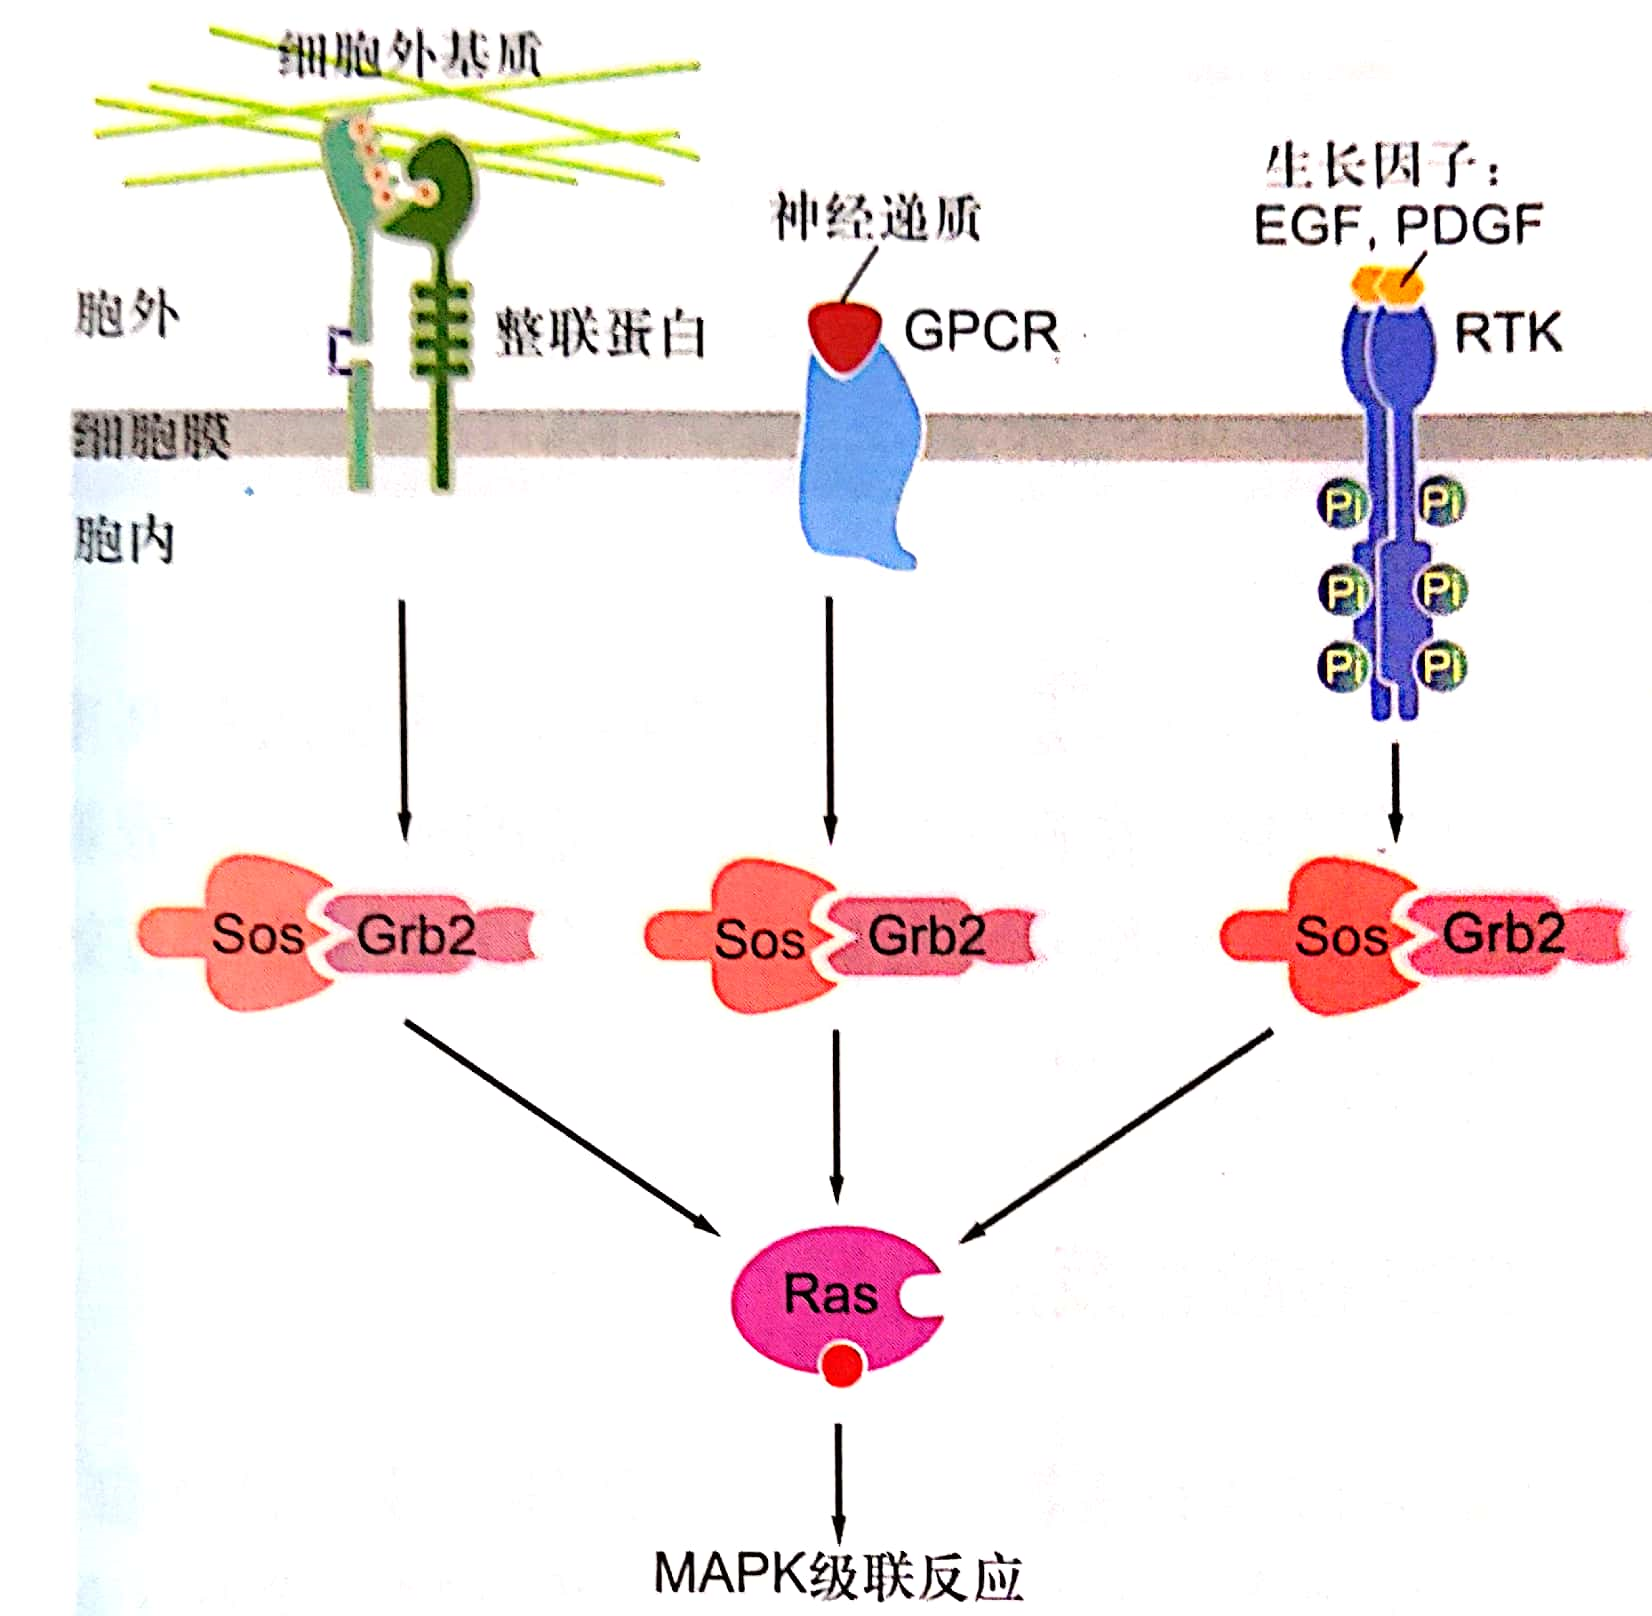 细胞外基质
神经递质
生长因子：
EGF, PDGF
胞外
整联蛋白
GPCR
RTK
细胞膜
胞内
Pi
Pi
Pi
Pi
Pi
Pi
Sos
Grb2
Sos
Grb2
Sos
Grb2
Ras
MAPK级联反应